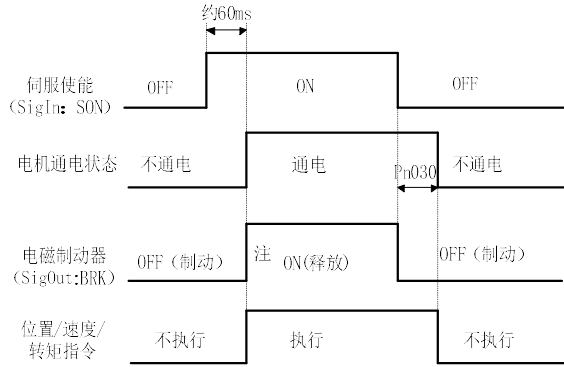 约60ms
伺服使能
(SigIn: SON)
OFF
ON
OFF
电机通电状态
不通电
通电
Pn030
不通电
电磁制动器
(SigOut:BRK)
OFF（制动）
注
ON(释放)
OFF（制动）
位置/速度/
转矩指令
不执行
执行
不执行